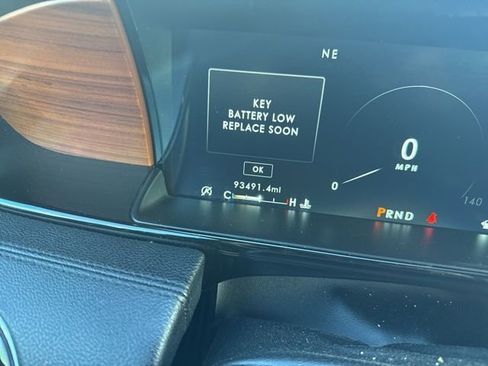 NE
KEY
BATTERY LOW
REPLACE SOON
OK
93491.4mi
C H
0
MPH
0
140
PRND